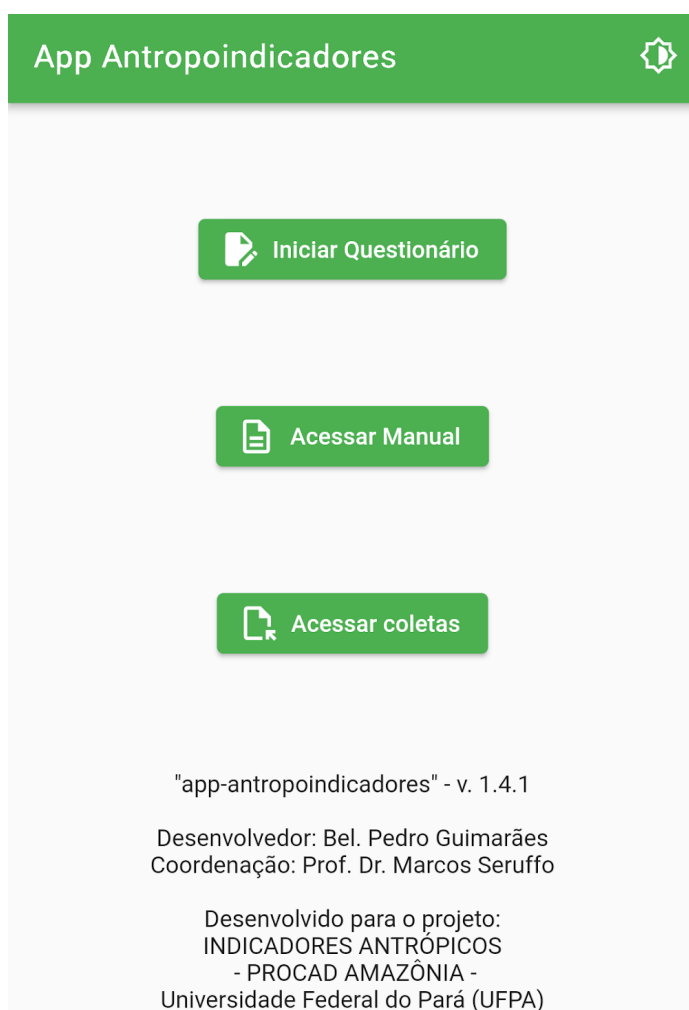 App Antropoindicadores
Iniciar Questionário
Acessar Manual
Acessar coletas
"app-antropoindicadores" - v. 1.4.1
Desenvolvedor: Bel. Pedro Guimarães
Coordenação: Prof. Dr. Marcos Seruffo
Desenvolvido para o projeto:
INDICADORES ANTRÓPICOS
- PROCAD AMAZÔNIA -
Universidade Federal do Pará (UFPA)